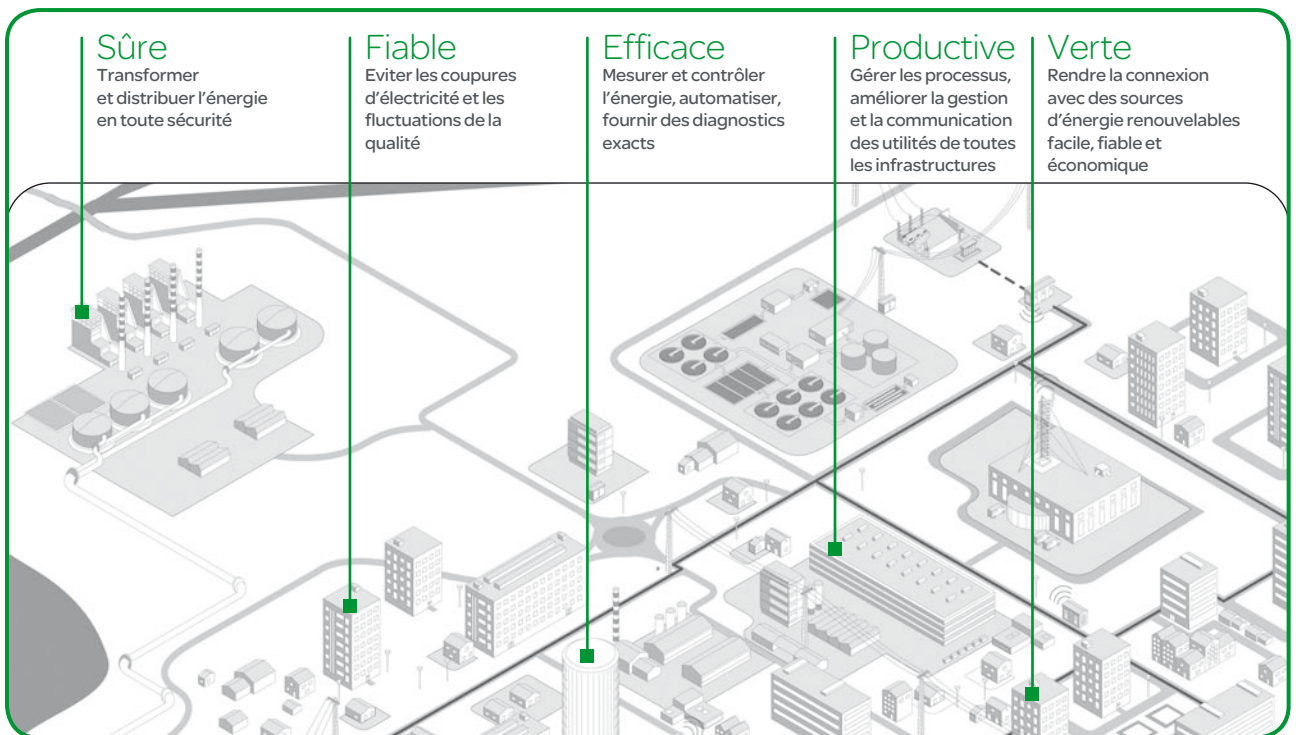 Sûre
Transformer
et distribuer l'énergie
en toute sécurité
Fiable
Eviter les coupures
d'électricité et les
fluctuations de la
qualité
Efficace
Mesurer et contrôler
l'énergie, automatiser,
fournir des diagnostics
exacts
Productive
Gérer les processus,
améliorer la gestion
et la communication
des utilités de toutes
les infrastructures
Verte
Rendre la connexion
avec des sources
d'énergie renouvelables
facile, fiable et
économique